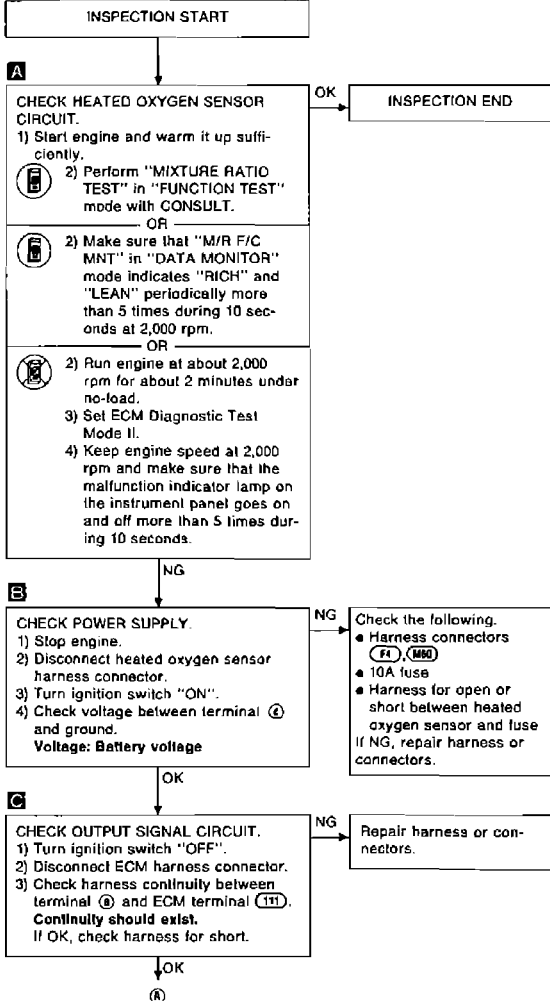 INSPECTION START
A
CHECK HEATED OXYGEN SENSOR
CIRCUIT.
1) Start engine and warm it up suffi-
ciently.
2) Perform "MIXTURE RATIO
TEST" in "FUNCTION TEST"
mode with CONSULT.
OR
2) Make sure that "M/R F/C
MNT" in "DATA MONITOR"
mode indicates "RICH" and
"LEAN" periodically more
than 5 times during 10 sec-
onds at 2,000 rpm.
OR
2) Run engine at about 2,000
rpm for about 2 minutes under
no-load.
3) Set ECM Diagnostic Test
Mode II.
4) Keep engine speed at 2,000
rpm and make sure that the
malfunction indicator lamp on
the instrument panel goes on
and off more than 5 times dur-
ing 10 seconds.
OK
INSPECTION END
NG
B
CHECK POWER SUPPLY.
1) Stop engine.
2) Disconnect heated oxygen sensor
harness connector.
3) Turn ignition switch "ON".
4) Check voltage between terminal
and ground.
Voltage: Battery voltage
NG
Check the following.
● Harness connectors
F4, M60
● 10A fuse
● Harness for open or
short between heated
oxygen sensor and fuse
If NG, repair harness or
connectors.
OK
C
CHECK OUTPUT SIGNAL CIRCUIT.
1) Turn ignition switch "OFF".
2) Disconnect ECM harness connector.
3) Check harness continuity between
terminal and ECM terminal
Continuity should exist.
If OK, check harness for short.
NG
Repair harness or con-
nectors.
OK
A